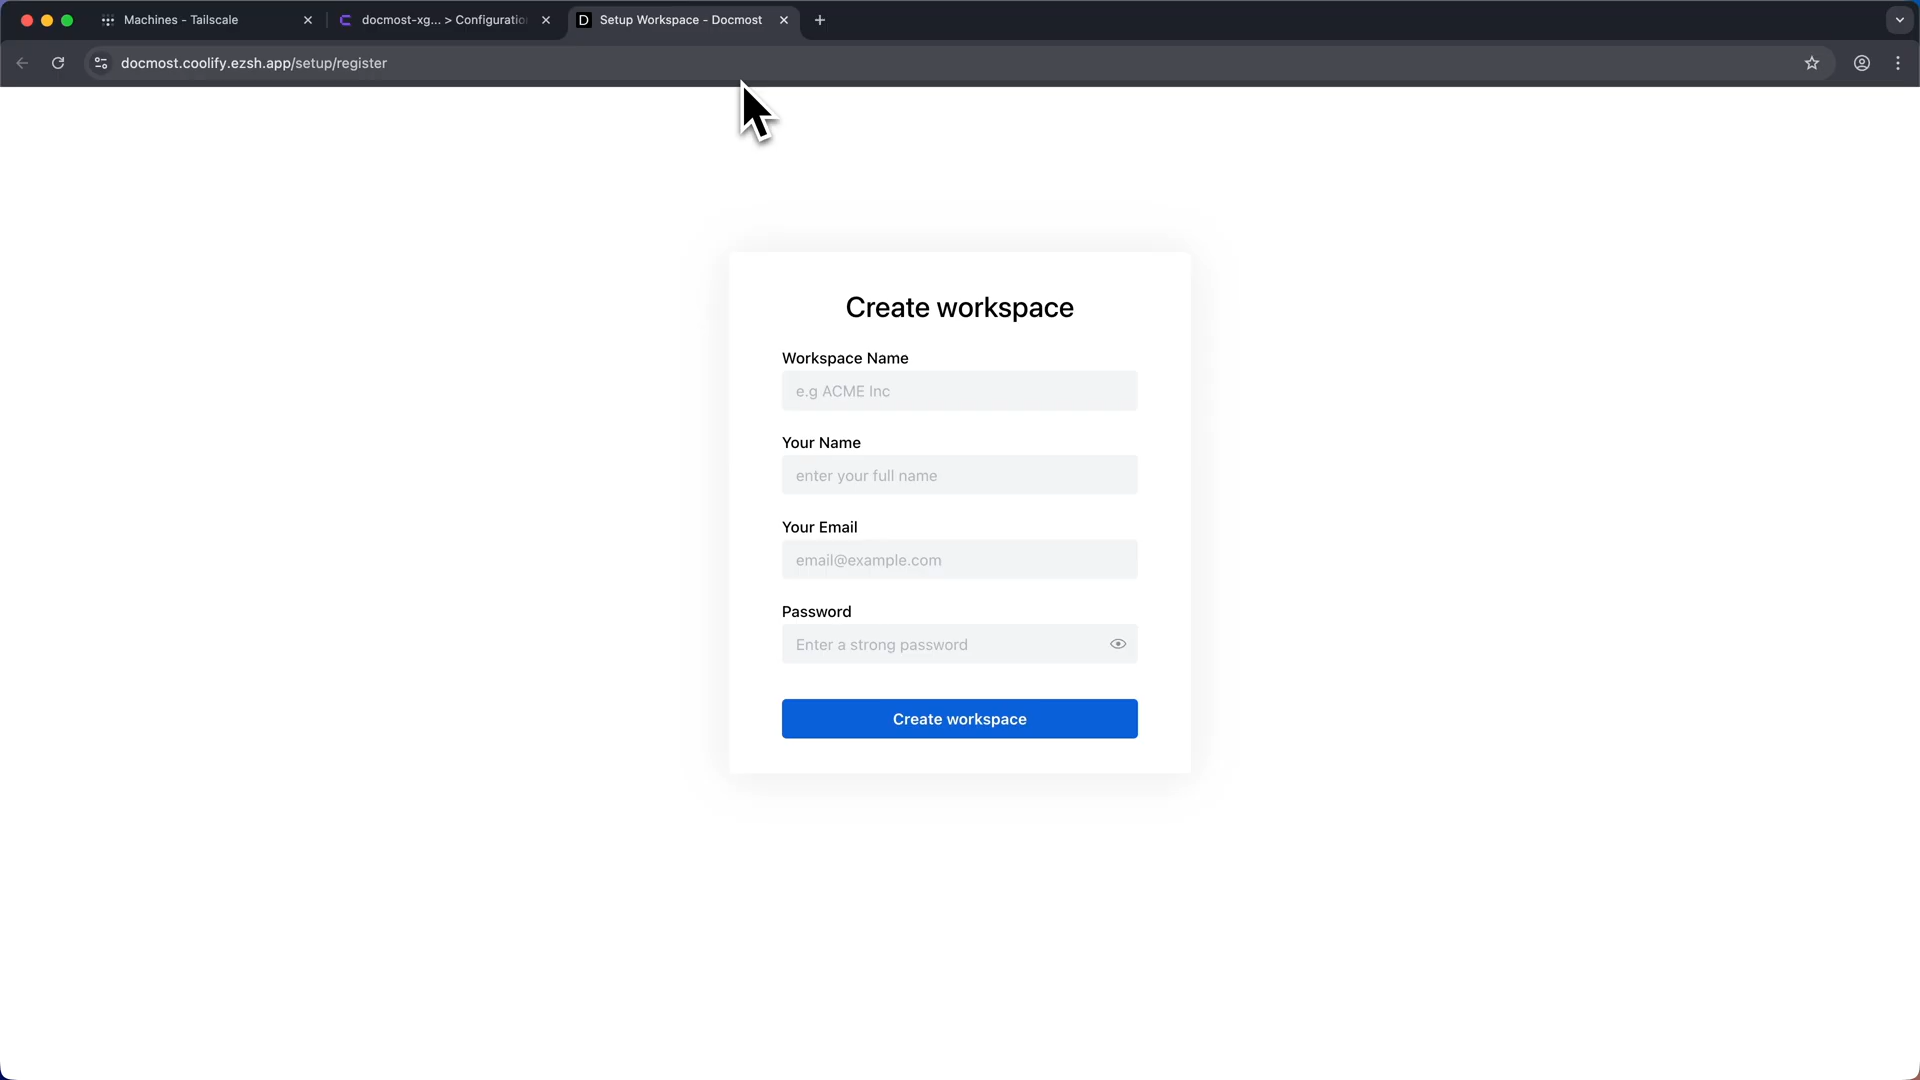 Machines - Tailscale
docmost-xg... > Configuratio
D Setup Workspace - Docmost
docmost.coolify.ezsh.app/setup/register
Create workspace
Workspace Name
e.g ACME Inc
Your Name
enter your full name
Your Email
email@example.com
Password
Enter a strong password
Create workspace